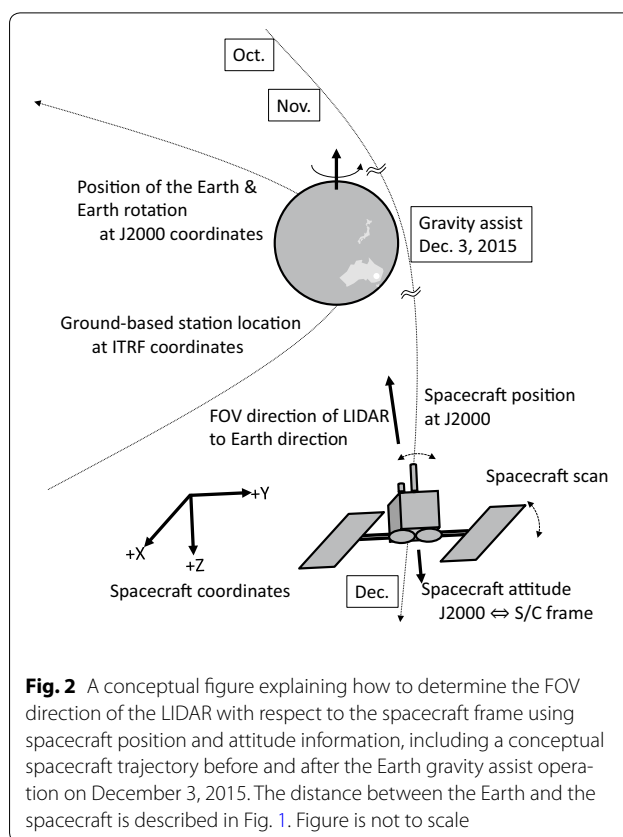 Oct.
Nov.
Position of the Earth &
Earth rotation
at J2000 coordinates
Gravity assist
Dec. 3, 2015
Ground-based station location
at ITRF coordinates
FOV direction of LIDAR
to Earth direction
Spacecraft position
at J2000
Spacecraft scan
+Y
+X
+Z
Spacecraft coordinates
Dec.
Spacecraft attitude
J2000 ⇔ S/C frame
Fig. 2 A conceptual figure explaining how to determine the FOV
direction of the LIDAR with respect to the spacecraft frame using
spacecraft position and attitude information, including a conceptual
spacecraft trajectory before and after the Earth gravity assist opera-
tion on December 3, 2015. The distance between the Earth and the
spacecraft is described in Fig. 1. Figure is not to scale